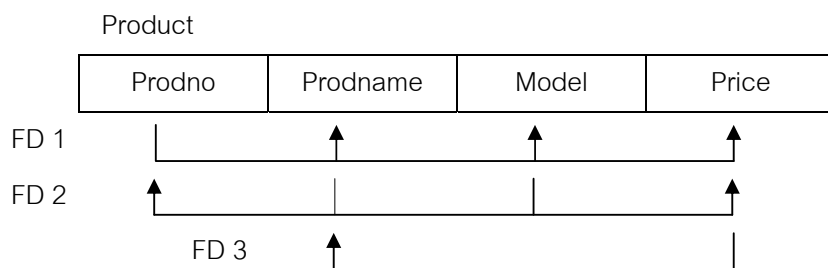 Product
Prodno Prodname Model Price
FD 1
FD 2
FD 3